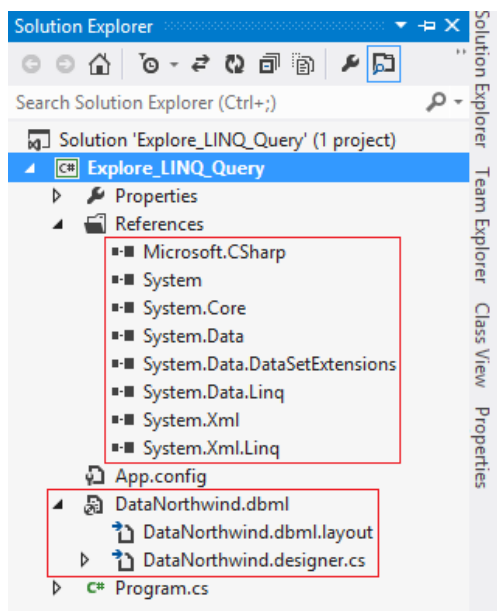 Solution Explorer
Search Solution Explorer (Ctrl+;)
Solution 'Explore_LINQ_Query' (1 project)
C# Explore_LINQ_Query
Properties
References
Microsoft.CSharp
System
System.Core
System.Data
System.Data.DataSetExtensions
System.Data.Linq
System.Xml
System.Xml.Linq
App.config
DataNorthwind.dbml
DataNorthwind.dbml.layout
DataNorthwind.designer.cs
C# Program.cs
Solution Explorer
Team Explorer
Class View
Properties